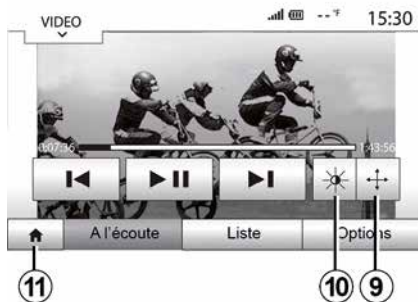 VIDEO
-- °F 15:30
0:07:36 1:43:56
A l'écoute Liste Options
11 10 9